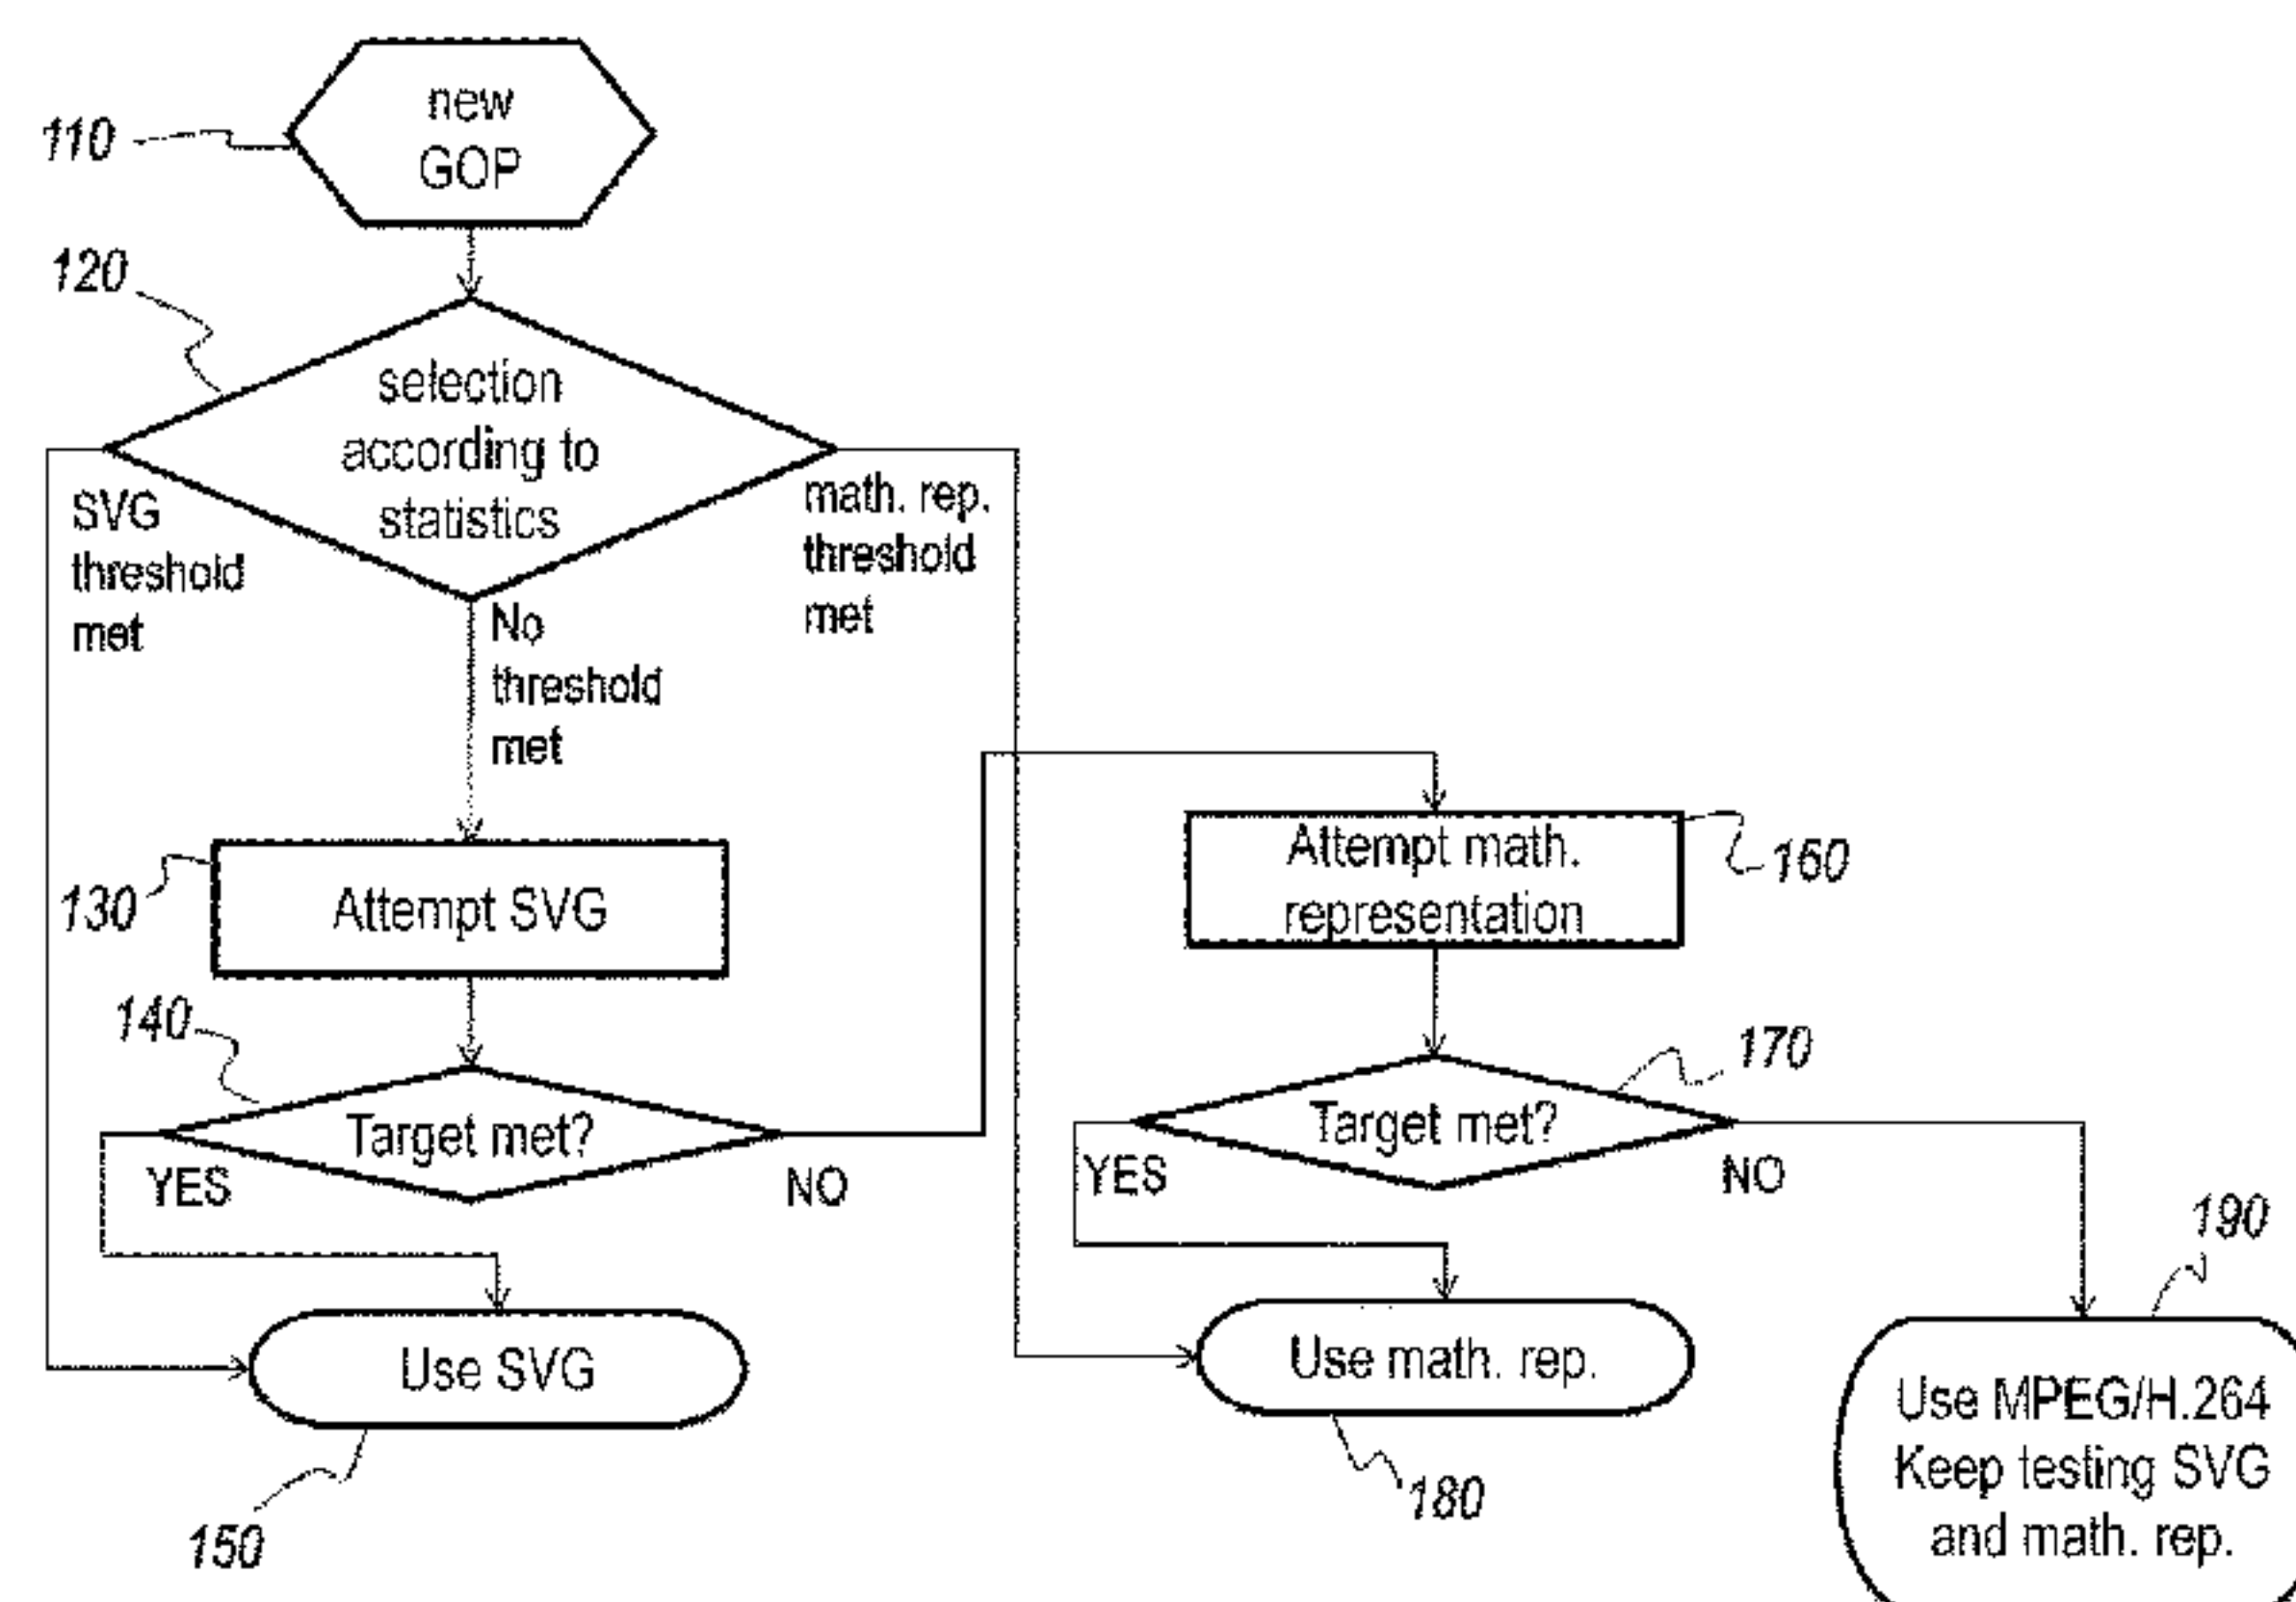 new
GOP
110
120
selection
according to
statistics
SVG
threshold
met
math. rep.
threshold
met
No
threshold
met
130
Attempt SVG
Attempt math.
representation
160
140
Target met?
YES
NO
170
Target met?
YES
NO
190
Use SVG
150
Use math. rep.
180
Use MPEG/H.264
Keep testing SVG
and math. rep.